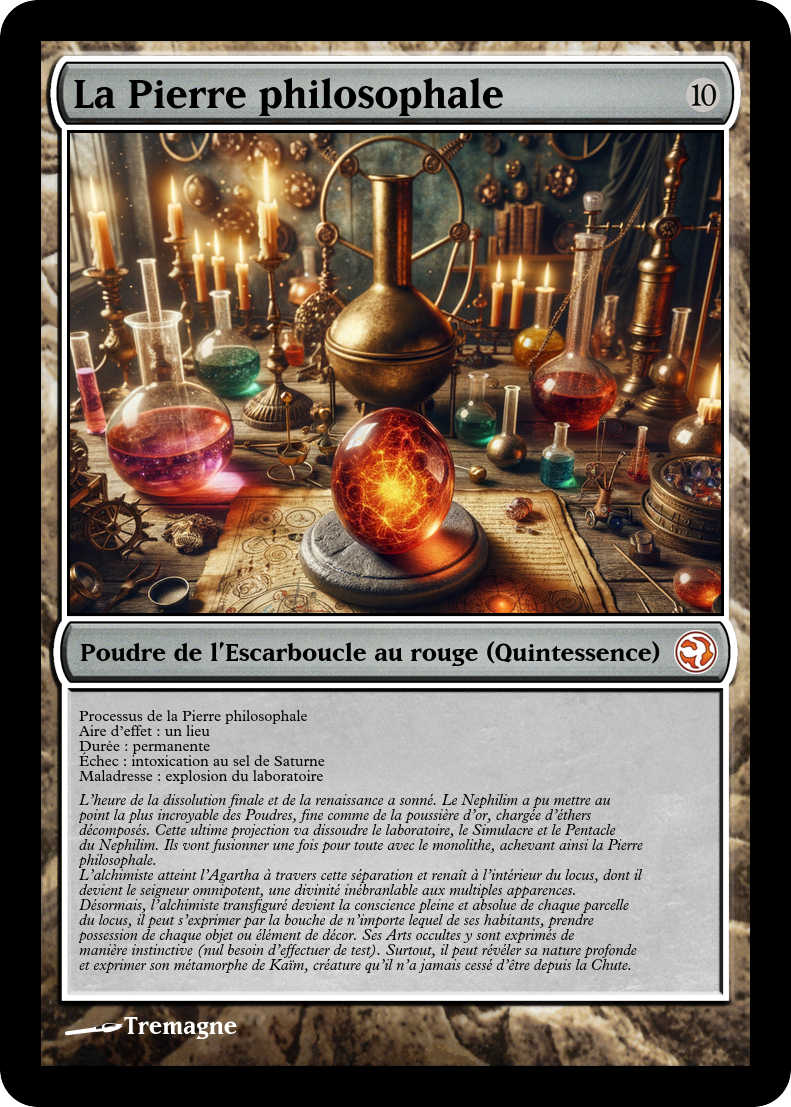 La Pierre philosophale
10
Poudre de l'Escarboucle au rouge (Quintessence)
Processus de la Pierre philosophale
Aire d'effet : un lieu
Durée : permanente
Échec : intoxication au sel de Saturne
Maladresse : explosion du laboratoire
L'heure de la dissolution finale et de la renaissance a sonné. Le Nephilim a pu mettre au
point la plus incroyable des Poudres, fine comme de la poussière d'or, chargée d'éthers
décomposés. Cette ultime projection va dissoudre le laboratoire, le Simulacre et le Pentacle
du Nephilim. Ils vont fusionner une fois pour toute avec le monolithe, achevant ainsi la Pierre
philosophale.
L'alchimiste atteint l'Agartha à travers cette séparation et renaît à l'intérieur du locus, dont il
devient le seigneur omnipotent, une divinité inébranlable aux multiples apparences.
Désormais, l'alchimiste transfiguré devient la conscience pleine et absolue de chaque parcelle
du locus, il peut s'exprimer par la bouche de n'importe lequel de ses habitants, prendre
possession de chaque objet ou élément de décor. Ses Arts occultes y sont exprimés de
manière instinctive (nul besoin d'effectuer de test). Surtout, il peut révéler sa nature profonde
et exprimer son métamorphe de Kaïm, créature qu'il n'a jamais cessé d'être depuis la Chute.
Tremagne